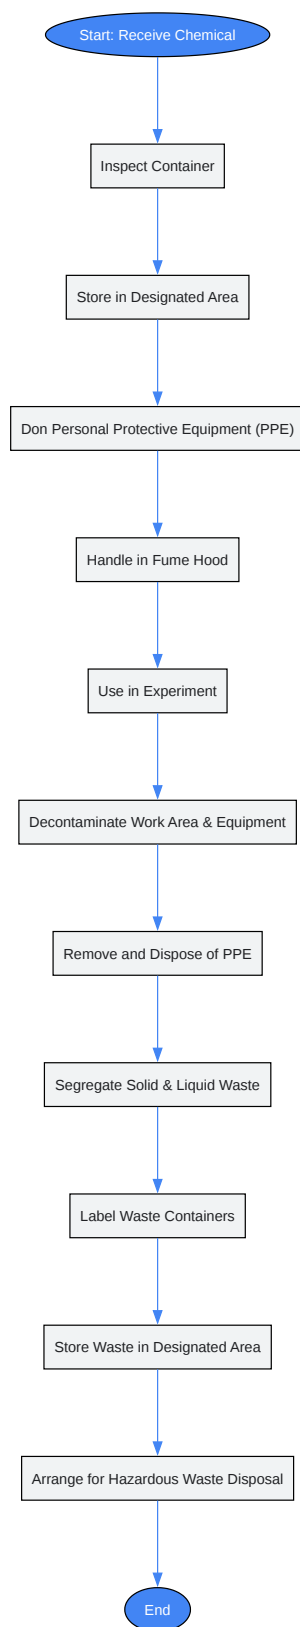 Start: Receive Chemical
Inspect Container
Store in Designated Area
Don Personal Protective Equipment (PPE)
Handle in Fume Hood
Use in Experiment
Decontaminate Work Area & Equipment
Remove and Dispose of PPE
Segregate Solid & Liquid Waste
Label Waste Containers
Store Waste in Designated Area
Arrange for Hazardous Waste Disposal
End